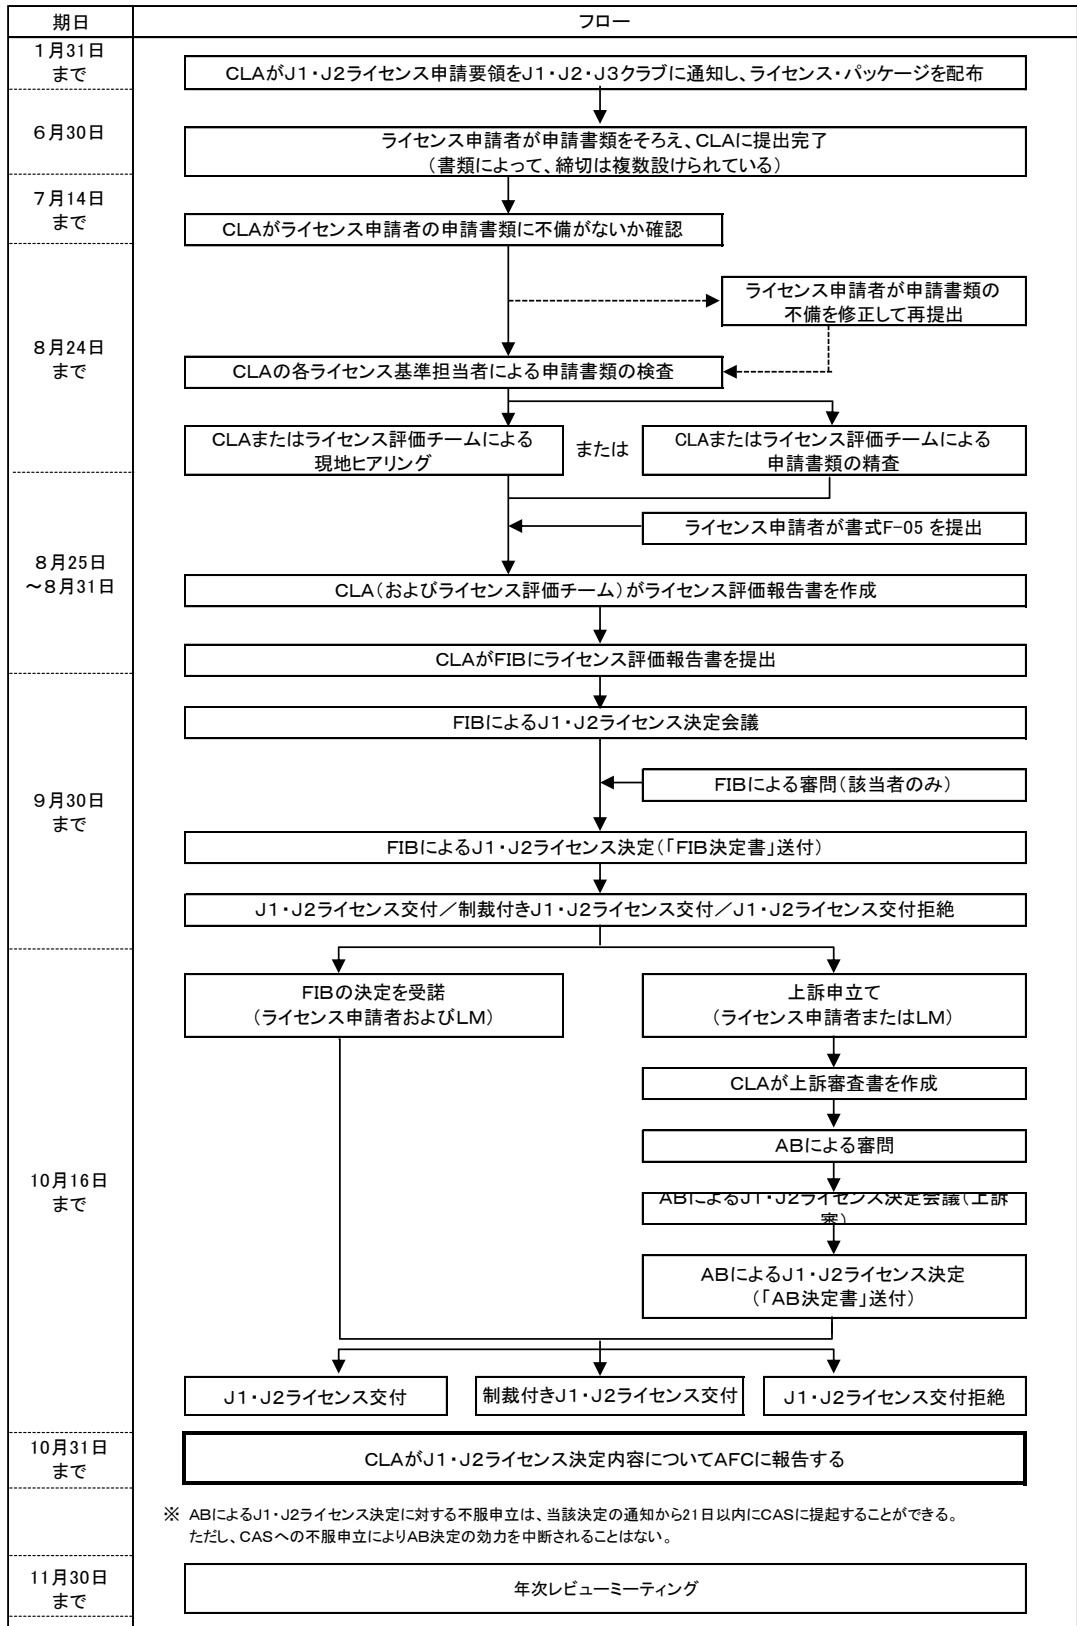 期日
フロー
1月31日
まで
CLAがJ1・J2ライセンス申請要領をJ1・J2・J3クラブに通知し、ライセンス・パッケージを配布
6月30日
ライセンス申請者が申請書類をそろえ、CLAに提出完了
（書類によって、締切は複数設けられている）
7月14日
まで
CLAがライセンス申請者の申請書類に不備がないか確認
ライセンス申請者が申請書類の
不備を修正して再提出
8月24日
まで
CLAの各ライセンス基準担当者による申請書類の検査
CLAまたはライセンス評価チームによる
現地ヒアリング
または
CLAまたはライセンス評価チームによる
申請書類の精査
ライセンス申請者が書式F-05 を提出
8月25日
～8月31日
CLA（およびライセンス評価チーム）がライセンス評価報告書を作成
CLAがFIBにライセンス評価報告書を提出
FIBによるJ1・J2ライセンス決定会議
FIBによる審問（該当者のみ）
9月30日
まで
FIBによるJ1・J2ライセンス決定（「FIB決定書」送付）
J1・J2ライセンス交付／制裁付きJ1・J2ライセンス交付／J1・J2ライセンス交付拒絶
FIBの決定を受諾
（ライセンス申請者およびLM）
上訴申立て
（ライセンス申請者またはLM）
CLAが上訴審査書を作成
ABによる審問
10月16日
まで
ABによるJ1・J2ライセンス決定会議（上訴
審）
ABによるJ1・J2ライセンス決定
（「AB決定書」送付）
J1・J2ライセンス交付
制裁付きJ1・J2ライセンス交付
J1・J2ライセンス交付拒絶
10月31日
まで
CLAがJ1・J2ライセンス決定内容についてAFCに報告する
※ ABによるJ1・J2ライセンス決定に対する不服申立は、当該決定の通知から21日以内にCASに提起することができる。
ただし、CASへの不服申立によりAB決定の効力を中断されることはない。
11月30日
まで
年次レビューミーティング